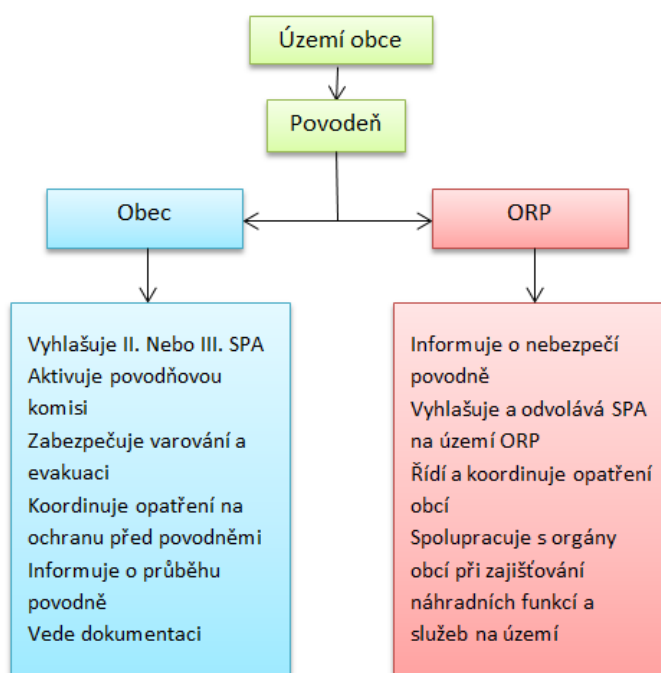 Území obce
Povodeň
Obec
ORP
Vyhlašuje II. Nebo III. SPA
Aktivuje povodňovou
komisi
Zabezpečuje varování a
evakuaci
Koordinuje opatření na
ochranu před povodněmi
Informuje o průběhu
povodně
Vede dokumentaci
Informuje o nebezpečí
povodně
Vyhlašuje a odvolává SPA
na území ORP
Řídí a koordinuje opatření
obcí
Spolupracuje s orgány
obcí při zajišťování
náhradních funkcí a
služeb na území